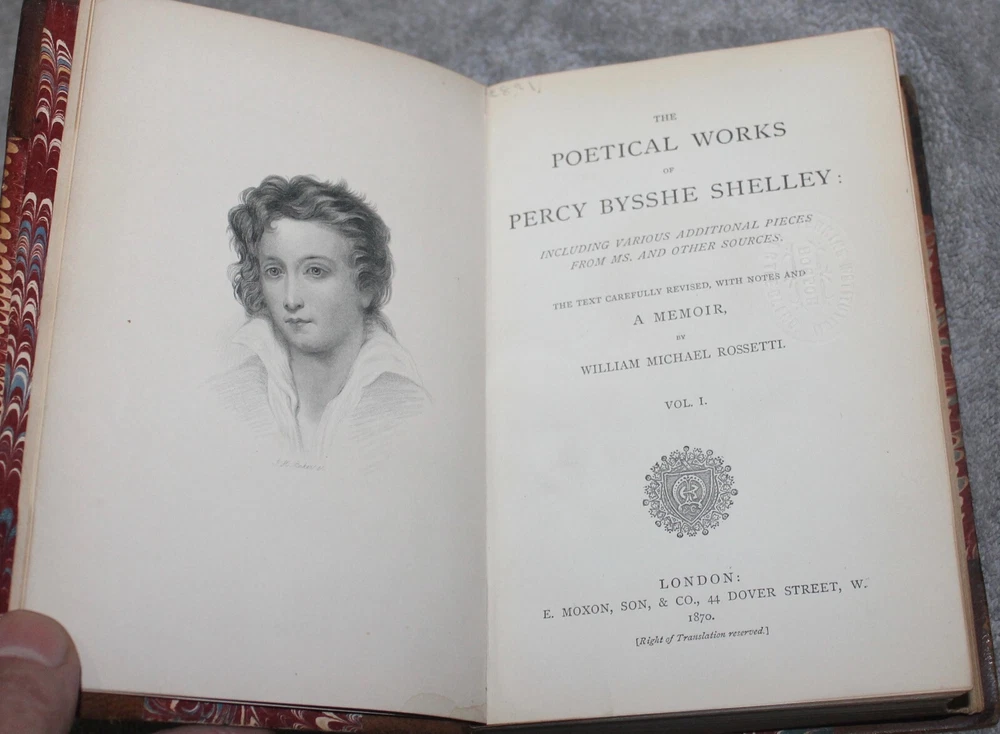 THE
POETICAL WORKS
OF
PERCY BYSSHE SHELLEY:
INCLUDING VARIOUS ADDITIONAL PIECES
FROM MS. AND OTHER SOURCES.
THE TEXT CAREFULLY REVISED, WITH NOTES AND
A MEMOIR,
BY
WILLIAM MICHAEL ROSSETTI.
VOL. I.
LONDON:
E. MOXON, SON, & CO., 44 DOVER STREET, W.
1870.
[Right of Translation reserved.]